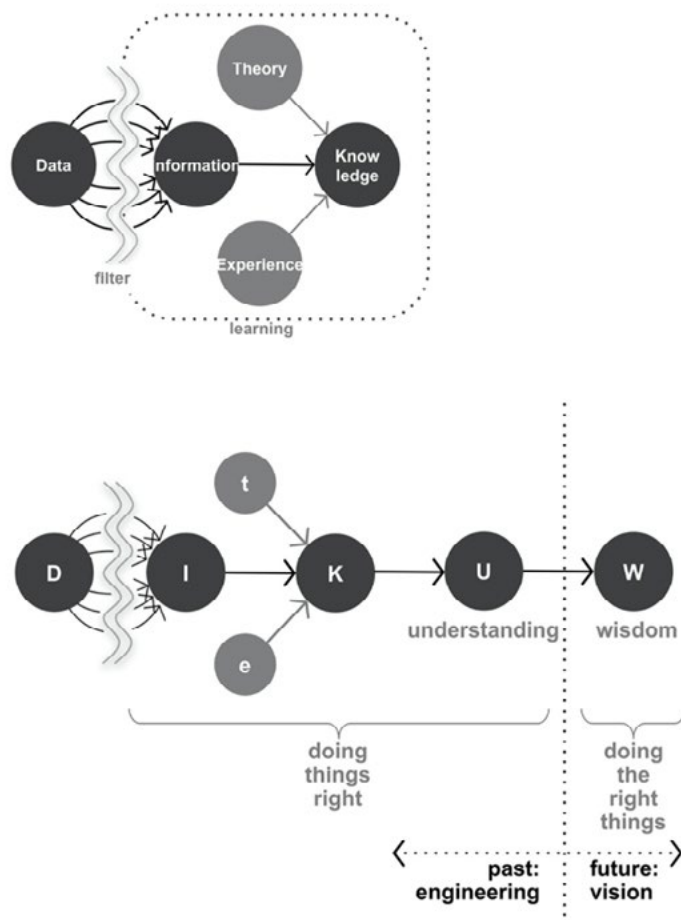 Theory
Data
nformation
Know
ledge
Experience
filter
learning
t
D
I
K
U
W
understanding
wisdom
e
doing
things
right
doing
the
right
things
past:
engineering
future:
vision